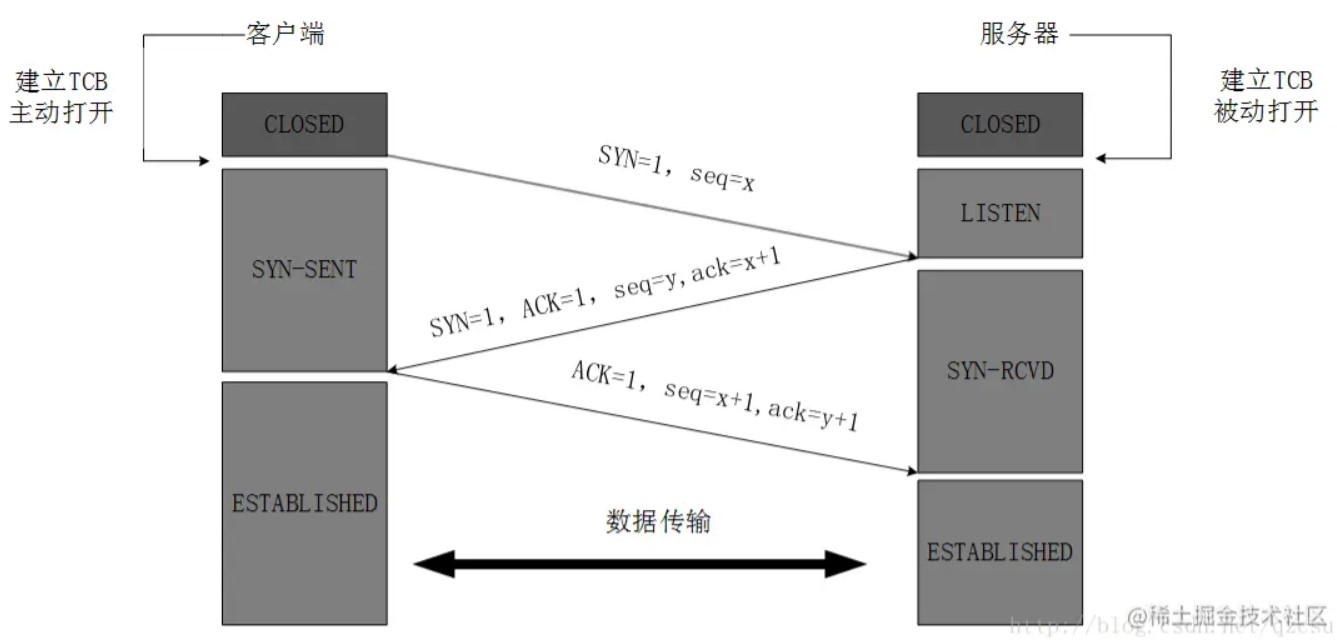 客户端
服务器
建立TCB
主动打开
建立TCB
被动打开
CLOSED
CLOSED
SYN=1, seq=x
LISTEN
SYN-SENT
SYN=1, ACK=1, seq=y,ack=x+1
SYN-RCVD
ACK=1, seq=x+1,ack=y+1
ESTABLISHED
数据传输
ESTABLISHED
@稀土掘金技术社区
http://blog.csdn.net/qzcsu